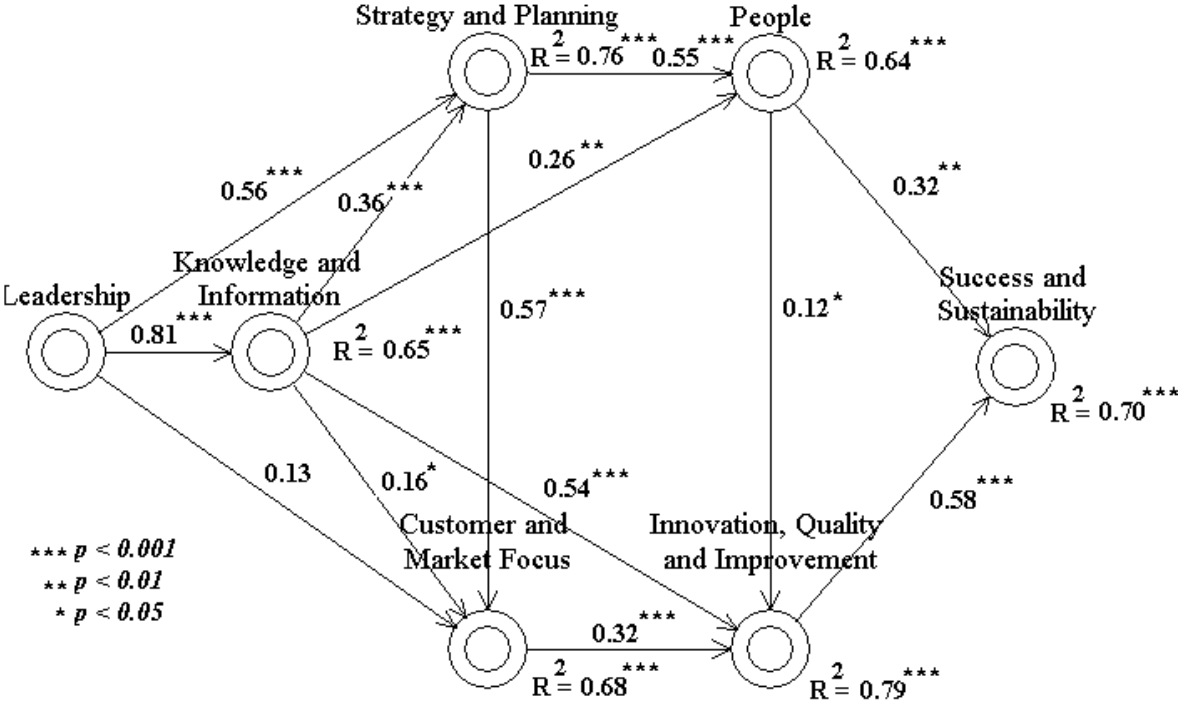 Strategy and Planning
People
R² = 0.76***
0.55***
R² = 0.64***
0.26**
0.56***
0.36***
0.32**
Knowledge and
Information
Leadership
Success and
Sustainability
0.81***
R² = 0.65***
0.57***
0.12*
R² = 0.70***
0.13
0.16*
0.54***
0.58***
Customer and
Market Focus
Innovation, Quality
and Improvement
*** p < 0.001
** p < 0.01
* p < 0.05
0.32***
R² = 0.68***
R² = 0.79***